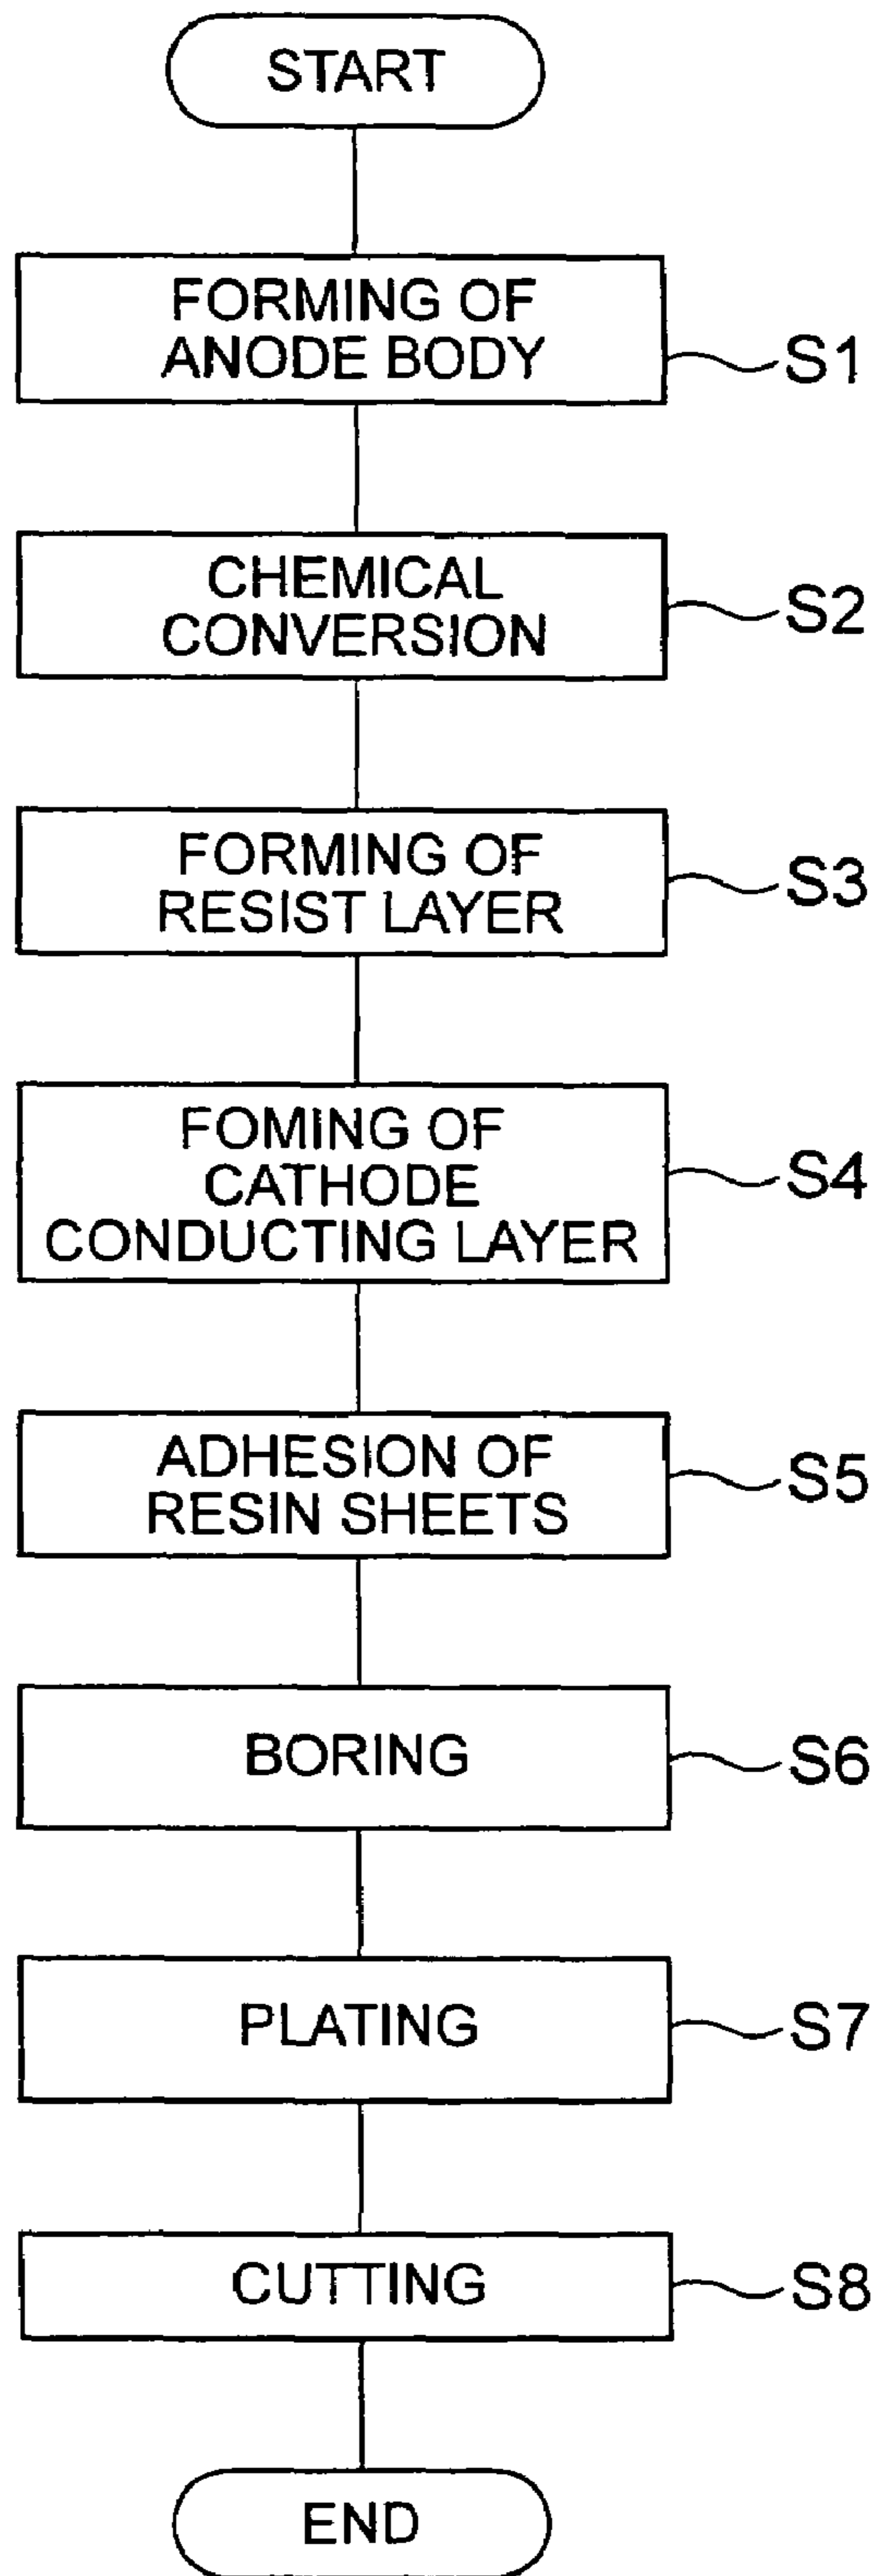 START
FORMING OF
ANODE BODY
S1
CHEMICAL
CONVERSION
S2
FORMING OF
RESIST LAYER
S3
FOMING OF
CATHODE
CONDUCTING LAYER
S4
ADHESION OF
RESIN SHEETS
S5
BORING
S6
PLATING
S7
CUTTING
S8
END